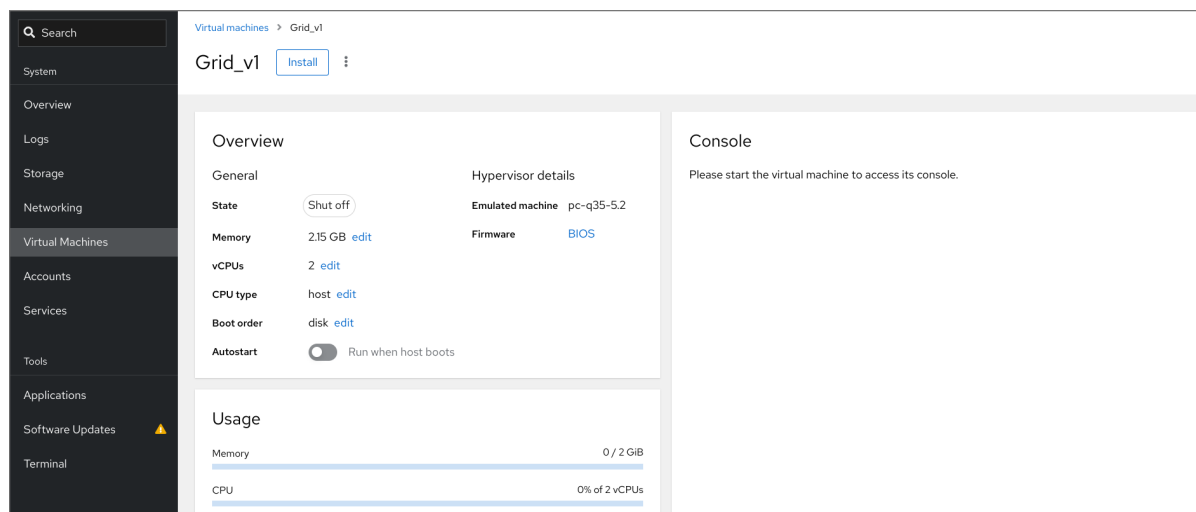 Search
System
Overview
Logs
Storage
Networking
Virtual Machines
Accounts
Services
Tools
Applications
Software Updates
Terminal
Virtual machines > Grid_v1
Grid_v1 Install
Overview
General
State Shut off
Memory 2.15 GB edit
vCPUs 2 edit
CPU type host edit
Boot order disk edit
Autostart Run when host boots
Hypervisor details
Emulated machine pc-q35-5.2
Firmware BIOS
Usage
Memory 0 / 2 GiB
CPU 0% of 2 vCPUs
Console
Please start the virtual machine to access its console.